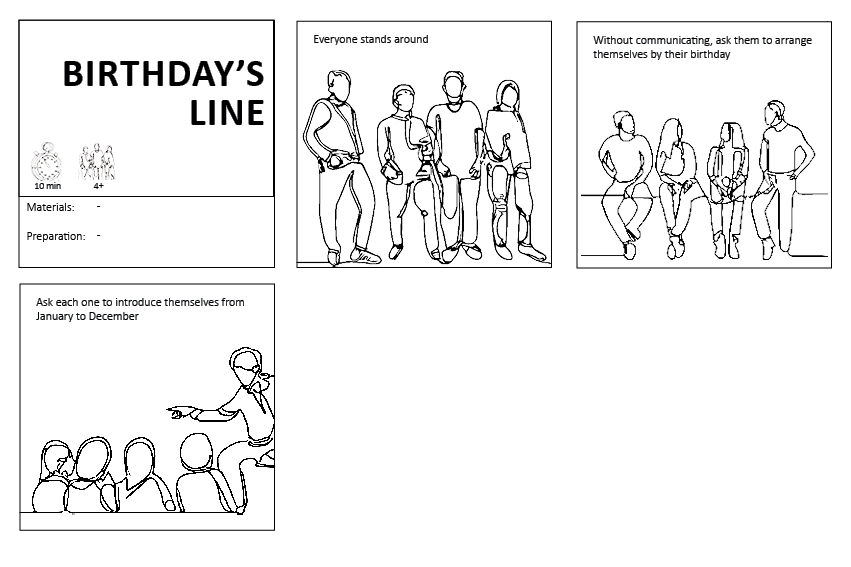 BIRTHDAY’S
LINE
10 min
4+
Materials: -
Preparation: -
Everyone stands around
Without communicating, ask them to arrange
themselves by their birthday
Ask each one to introduce themselves from
January to December